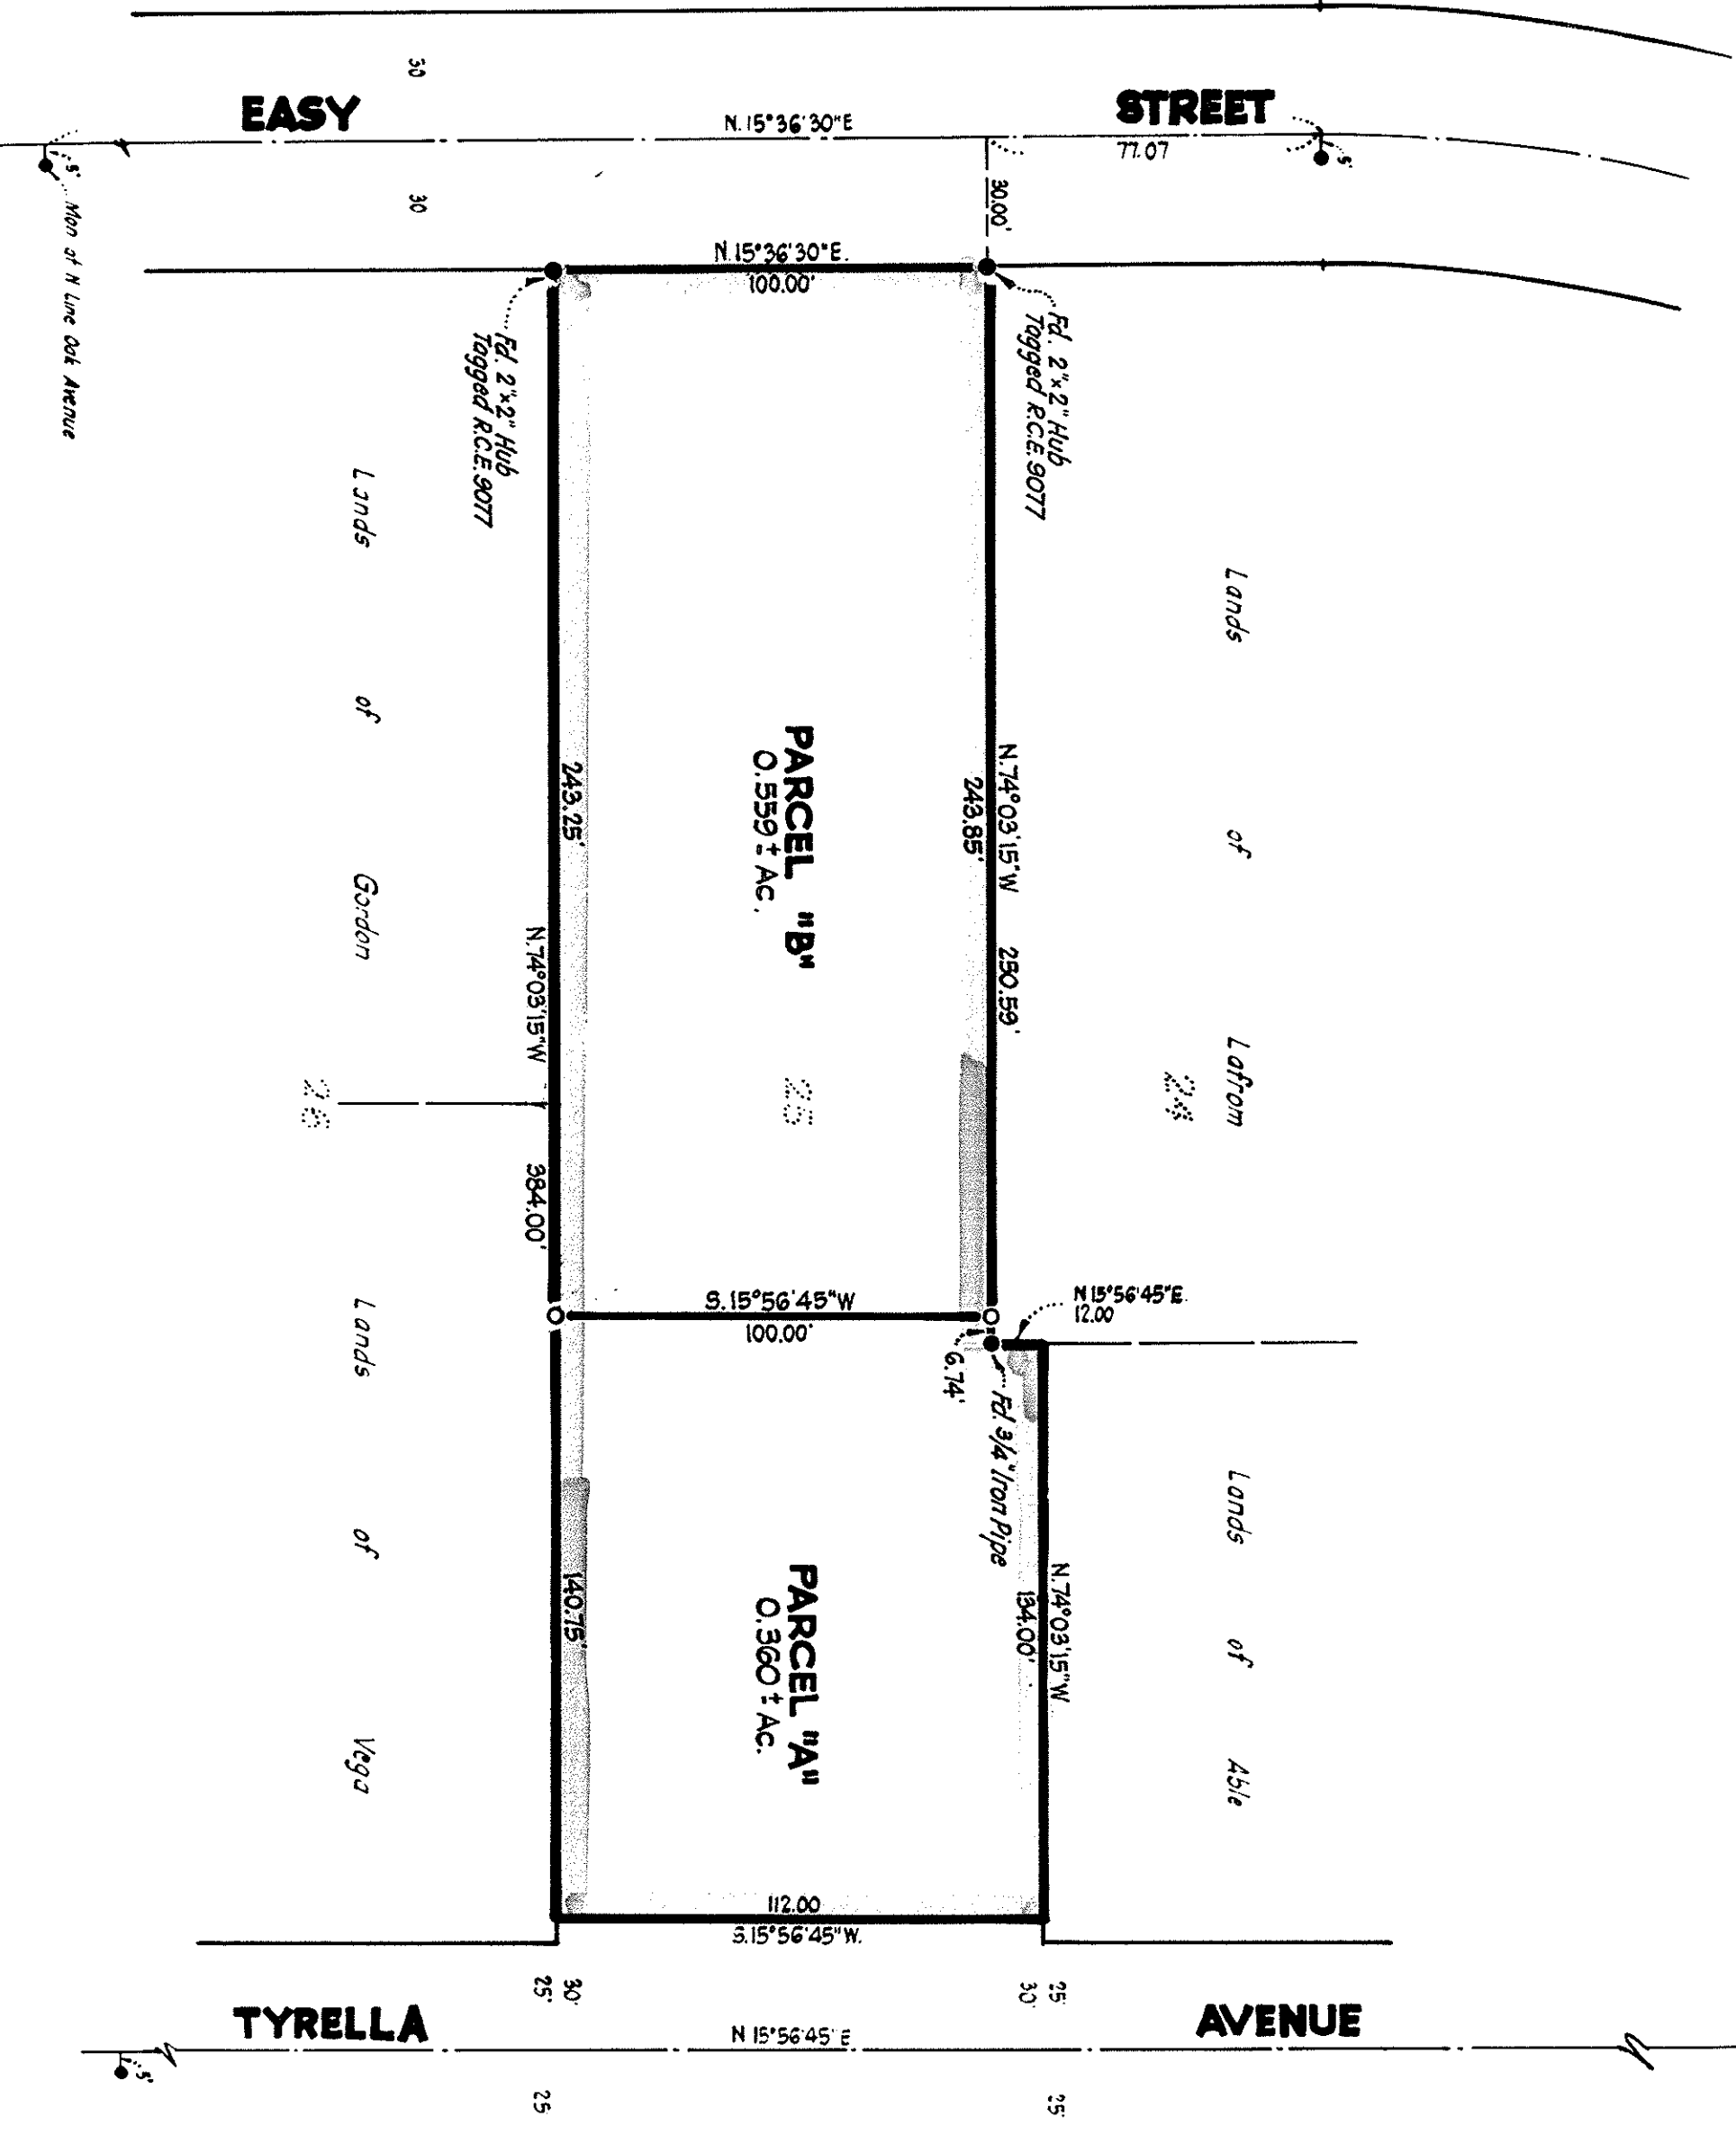 30
EASY
STREET
N.15°36'30"E
77.07
5'
5'
Mon at N Line Oak Avenue
30
30.00'
N.15°36'30"E.
100.00'
Fd. 2"x2" Hub
Tagged R.C.E. 9077
Fd. 2"x2" Hub
Tagged R.C.E. 9077
Lands of Gordon
Lands of Lafrom
243.25'
N.74°03'15"W
384.00'
PARCEL "B"
0.559± Ac.
N.74°03'15"W 250.59'
243.85'
26
25
24
S.15°56'45"W
100.00'
N15°56'45"E.
12.00
6.74'
Fd. 3/4" Iron Pipe
Lands of Vega
Lands of Able
140.75'
PARCEL "A"
0.360± Ac.
N.74°03'15"W
134.00'
112.00
S.15°56'45"W.
25'
30'
30'
25'
TYRELLA
AVENUE
N 15°56'45" E
5'
25
25'